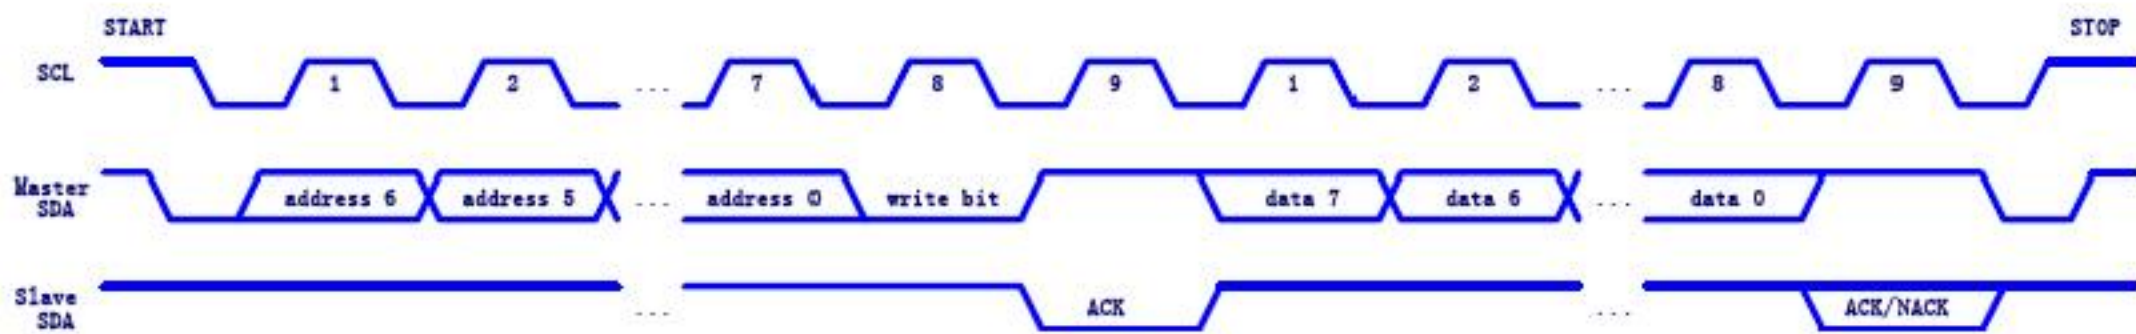 START STOP
SCL 1 2 ... 7 8 9 1 2 ... 8 9
Master
SDA address 6 address 5 ... address 0 write bit data 7 data 6 ... data 0
Slave
SDA ... ACK ... ACK/NACK